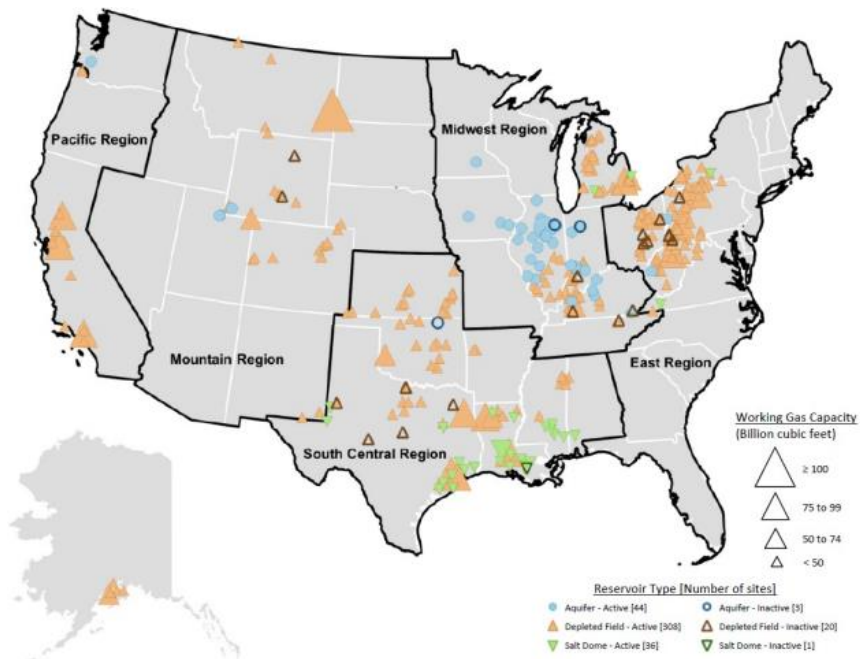 Pacific Region
Midwest Region
Mountain Region
East Region
South Central Region
Working Gas Capacity
(Billion cubic feet)
≥ 100
75 to 99
50 to 74
< 50
Reservoir Type [Number of sites]
Aquifer - Active [44]
Aquifer - Inactive [3]
Depleted Field - Active [308]
Depleted Field - Inactive [20]
Salt Dome - Active [36]
Salt Dome - Inactive [1]